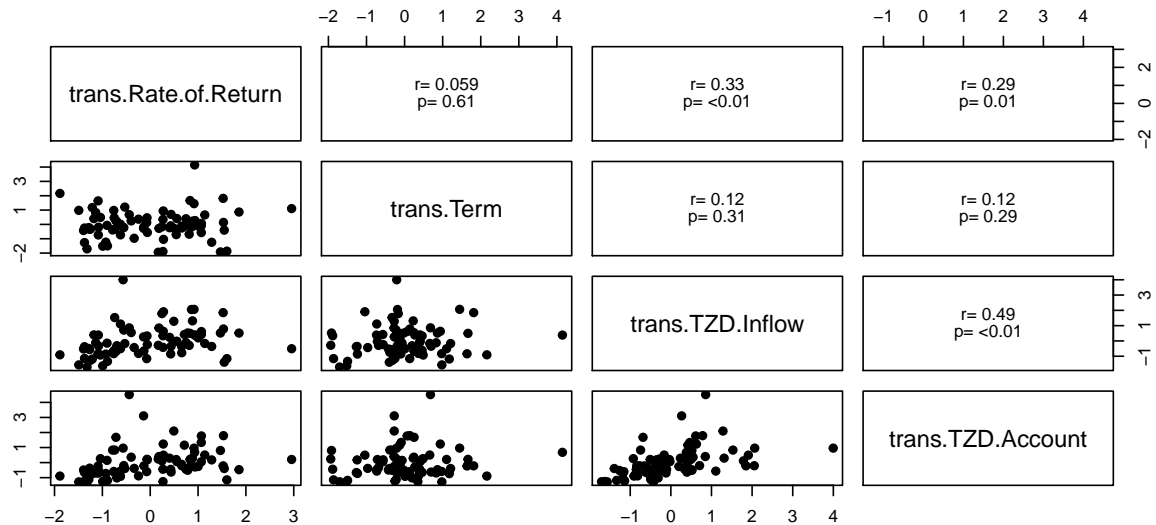 −2 −1 0 1 2 3 4
−1 0 1 2 3 4
trans.Rate.of.Return
r= 0.059
p= 0.61
r= 0.33
p= <0.01
r= 0.29
p= 0.01
−2 0 2
−2 1 3
trans.Term
r= 0.12
p= 0.31
r= 0.12
p= 0.29
trans.TZD.Inflow
r= 0.49
p= <0.01
−1 1 3
−1 1 3
trans.TZD.Account
−2 −1 0 1 2 3
−1 0 1 2 3 4